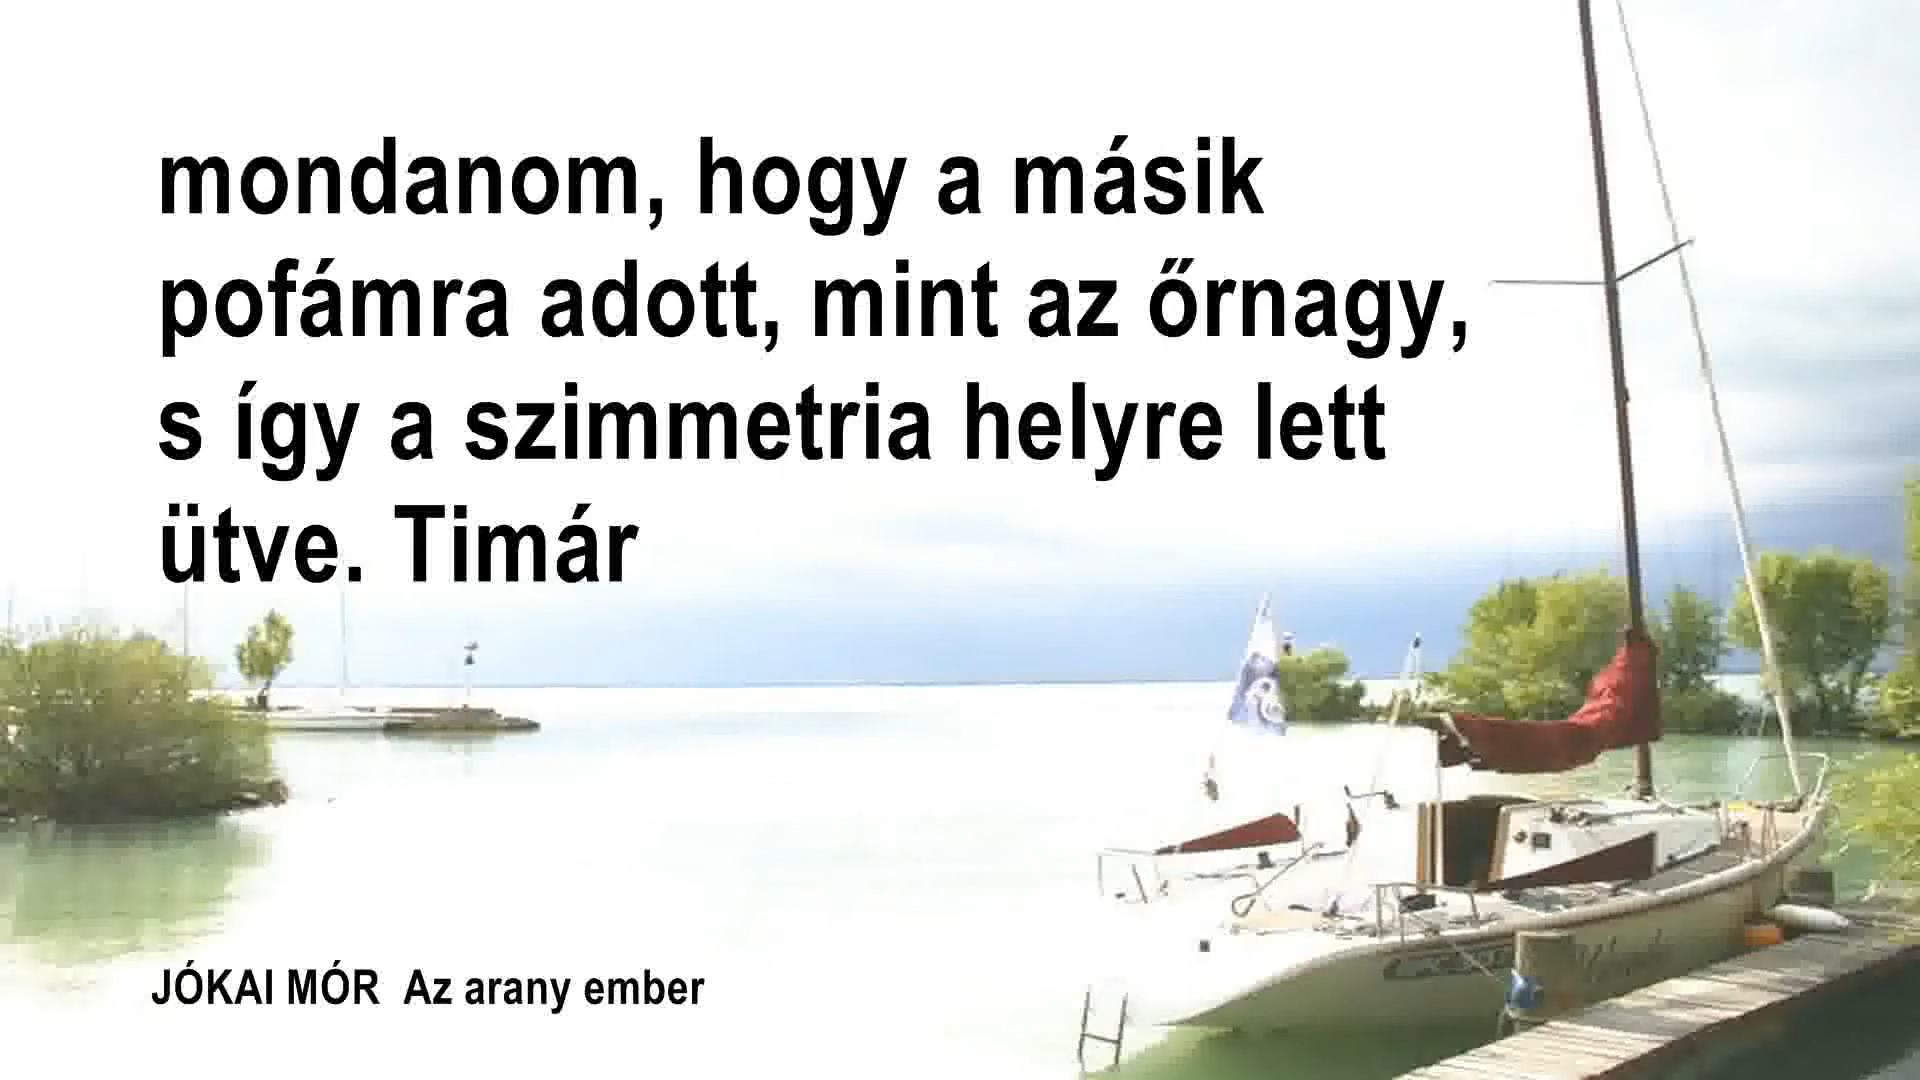 mondanom, hogy a másik
pofámra adott, mint az őrnagy,
s így a szimmetria helyre lett
ütve. Timár
JÓKAI MÓR Az arany ember